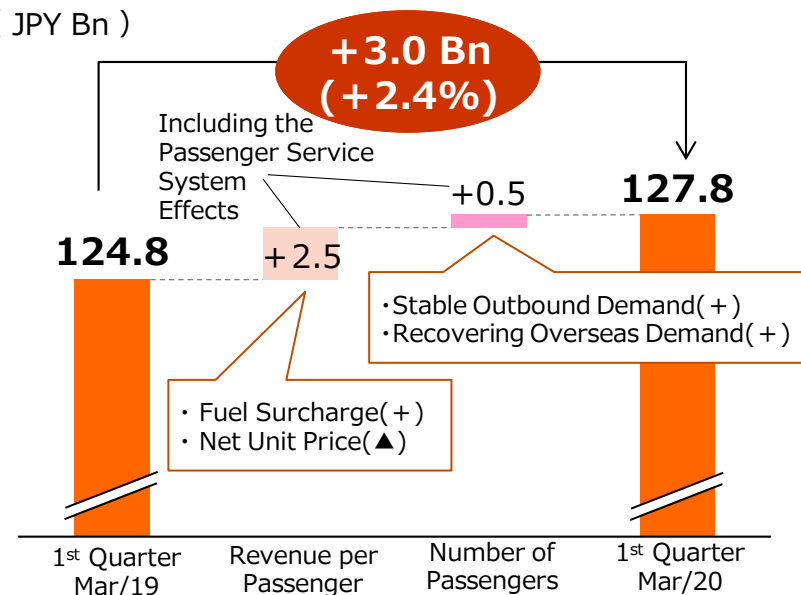 ( JPY Bn )
+3.0 Bn
(+2.4%)
Including the
Passenger Service
System
Effects
124.8
+2.5
+0.5
127.8
・Stable Outbound Demand(+)
・Recovering Overseas Demand(+)
・ Fuel Surcharge(+)
・ Net Unit Price(▲)
1st Quarter
Mar/19
Revenue per
Passenger
Number of
Passengers
1st Quarter
Mar/20